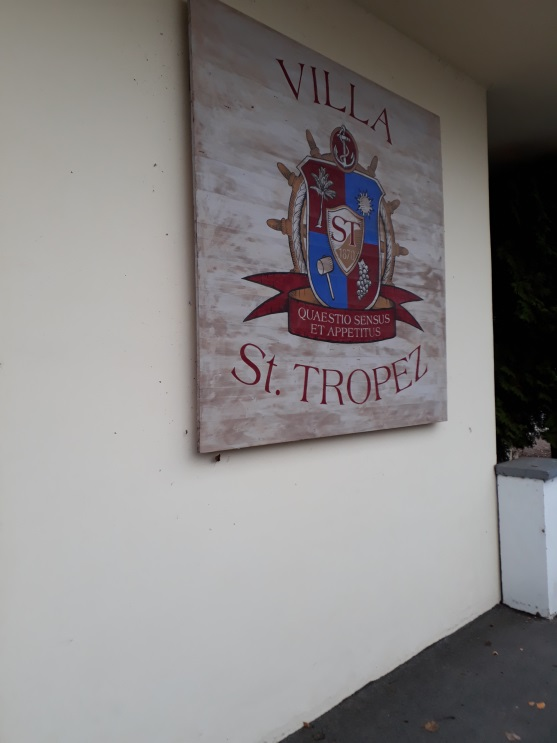 VILLA
ST
QUAESTIO SENSUS
ET APPETITUS
St. TROPEZ